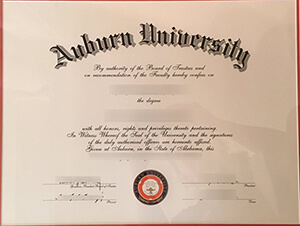 Auburn University
By authority of the Board of Trustees and
on recommendation of the Faculty hereby confers on
the degree
with all honors, rights and privileges thereto pertaining.
In Witness Whereof the Seal of the University and the signatures
of the duly authorized officers are hereunto affixed.
Given at Auburn, in the State of Alabama, this